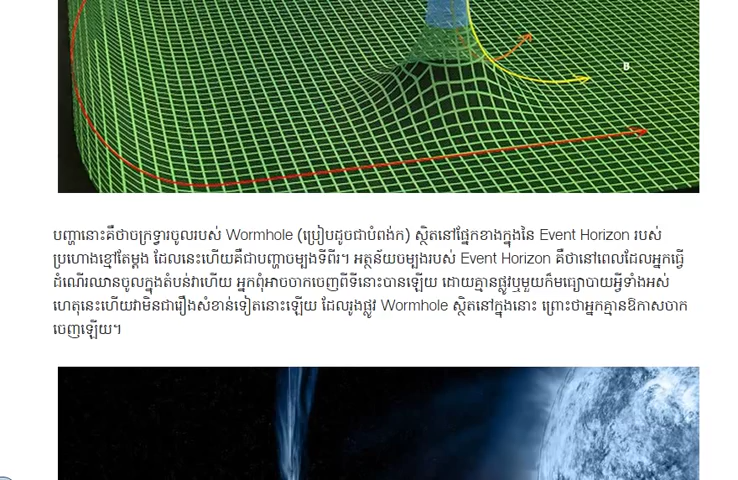 B
បញ្ហានោះគឺថាចក្រទ្វារចូលរបស់ Wormhole (ប្រៀបដូចជាបំពង់ក) ស្ថិតនៅផ្នែកខាងក្នុងនៃ Event Horizon របស់
ប្រហោងខ្មៅតែម្តង ដែលនេះហើយគឺជាបញ្ហាចម្បងទីពីរ។ អត្ថន័យចម្បងរបស់ Event Horizon គឺថានៅពេលដែលអ្នកធ្វើ
ដំណើរឈានចូលក្នុងតំបន់វាហើយ អ្នកពុំអាចចាកចេញពីទីនោះបានឡើយ ដោយគ្មានផ្លូវឬមួយក៏មធ្យោបាយអ្វីទាំងអស់
ហេតុនេះហើយវាមិនជារឿងសំខាន់ទៀតនោះឡើយ ដែលរូងផ្លូវ Wormhole ស្ថិតនៅក្នុងនោះ ព្រោះថាអ្នកគ្មានឱកាសចាក
ចេញឡើយ។